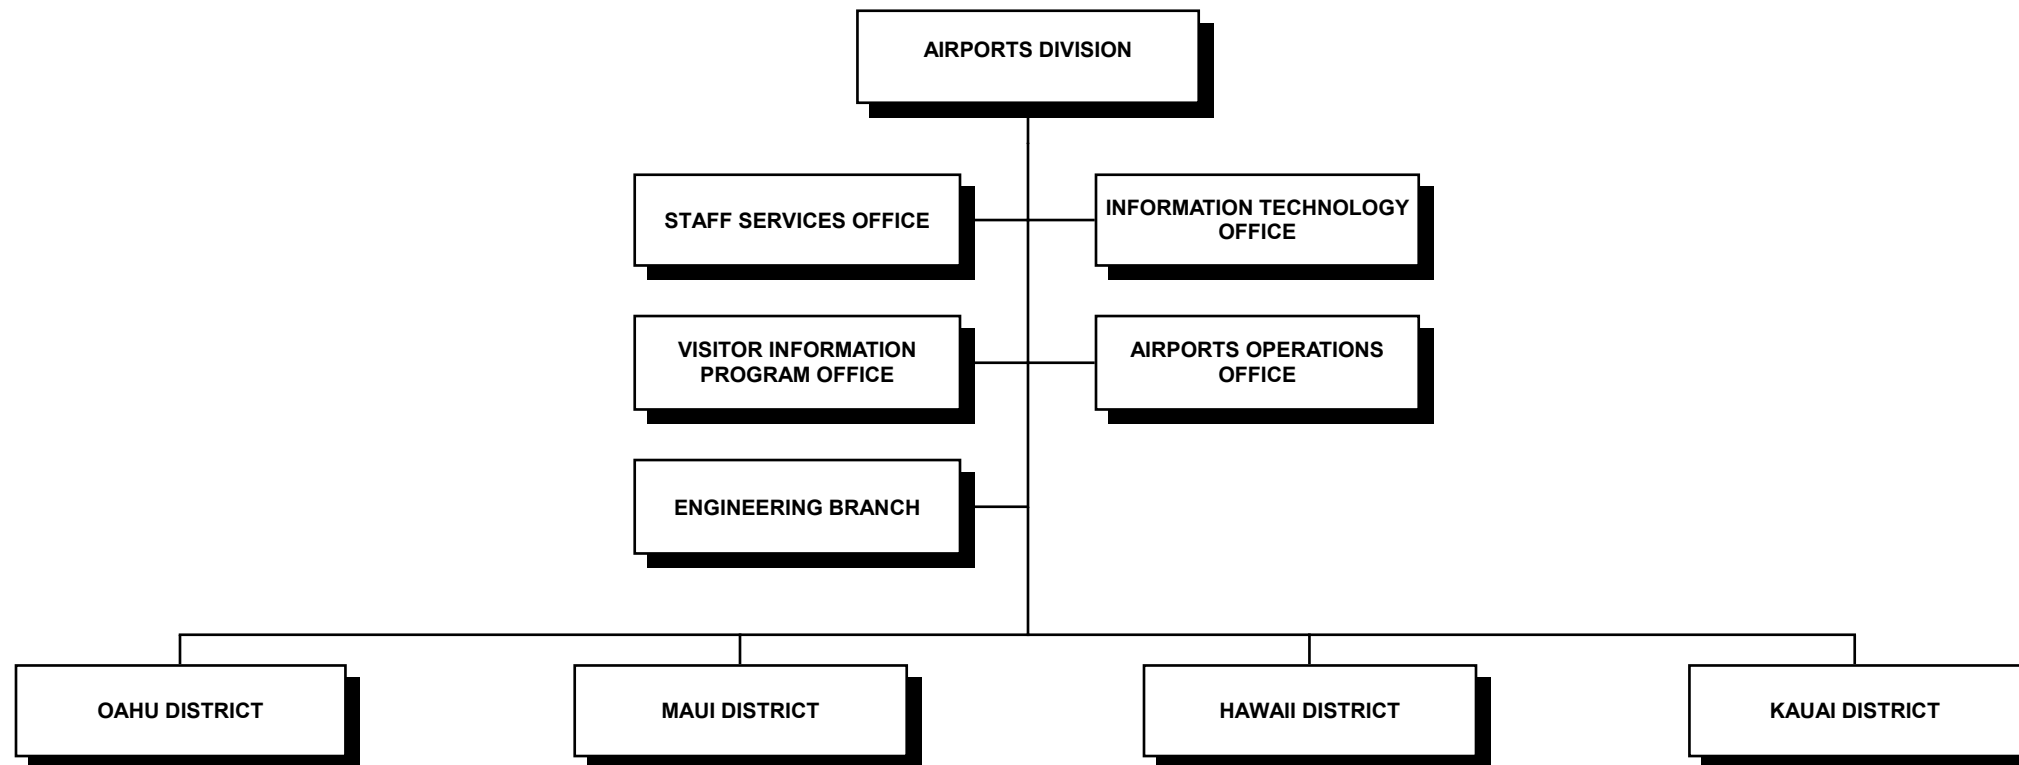 AIRPORTS DIVISION
STAFF SERVICES OFFICE
INFORMATION TECHNOLOGY
OFFICE
VISITOR INFORMATION
PROGRAM OFFICE
AIRPORTS OPERATIONS
OFFICE
ENGINEERING BRANCH
OAHU DISTRICT
MAUI DISTRICT
HAWAII DISTRICT
KAUAI DISTRICT